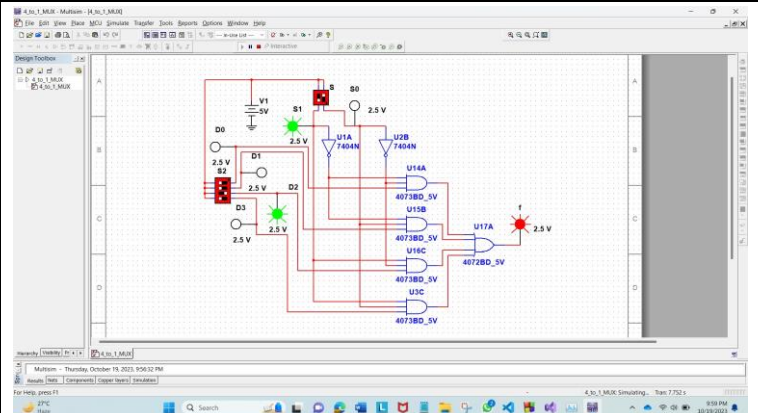 4_to_1_MUX - Multisim - [4_to_1_MUX]
File Edit View Place MCU Simulate Transfer Tools Reports Options Window Help
Interactive
Design Toolbox
4_to_1_MUX
4_to_1_MUX
A
A
B
B
C
C
D
D
V1
5V
S
S0
2.5 V
S1
2.5 V
U1A
7404N
U2B
7404N
D0
2.5 V
D1
2.5 V
S2
D2
2.5 V
D3
2.5 V
U14A
4073BD_5V
U15B
4073BD_5V
U16C
4073BD_5V
U3C
4073BD_5V
U17A
4072BD_5V
f
2.5 V
Hierarchy Visibility
4_to_1_MUX
Multisim - Thursday, October 19, 2023, 9:56:32 PM
Results Nets Components Copper layers Simulation
For Help, press F1
4_to_1_MUX: Simulating... Tran: 7.752 s
27°C
Haze
Search
9:59 PM
10/19/2023